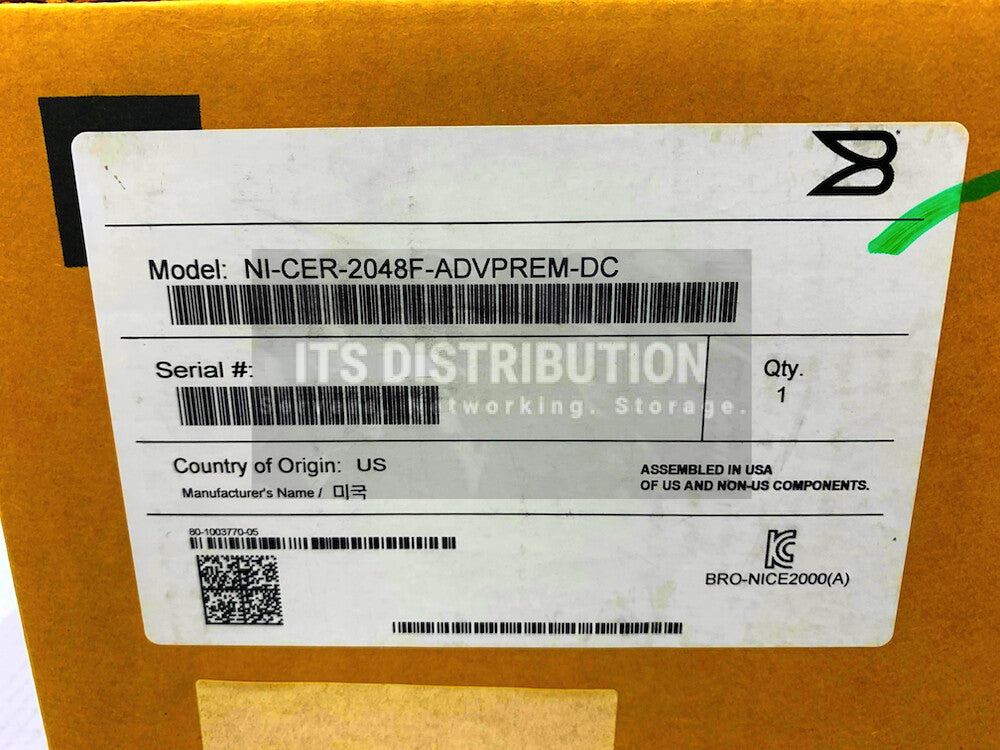 Model: NI-CER-2048F-ADVPREM-DC
ITS DISTRIBUTION
Serial #:
Networking. Storage.
Qty.
1
Country of Origin: US
Manufacturer's Name / 미국
ASSEMBLED IN USA
OF US AND NON-US COMPONENTS.
80-1003770-05
BRO-NICE2000(A)